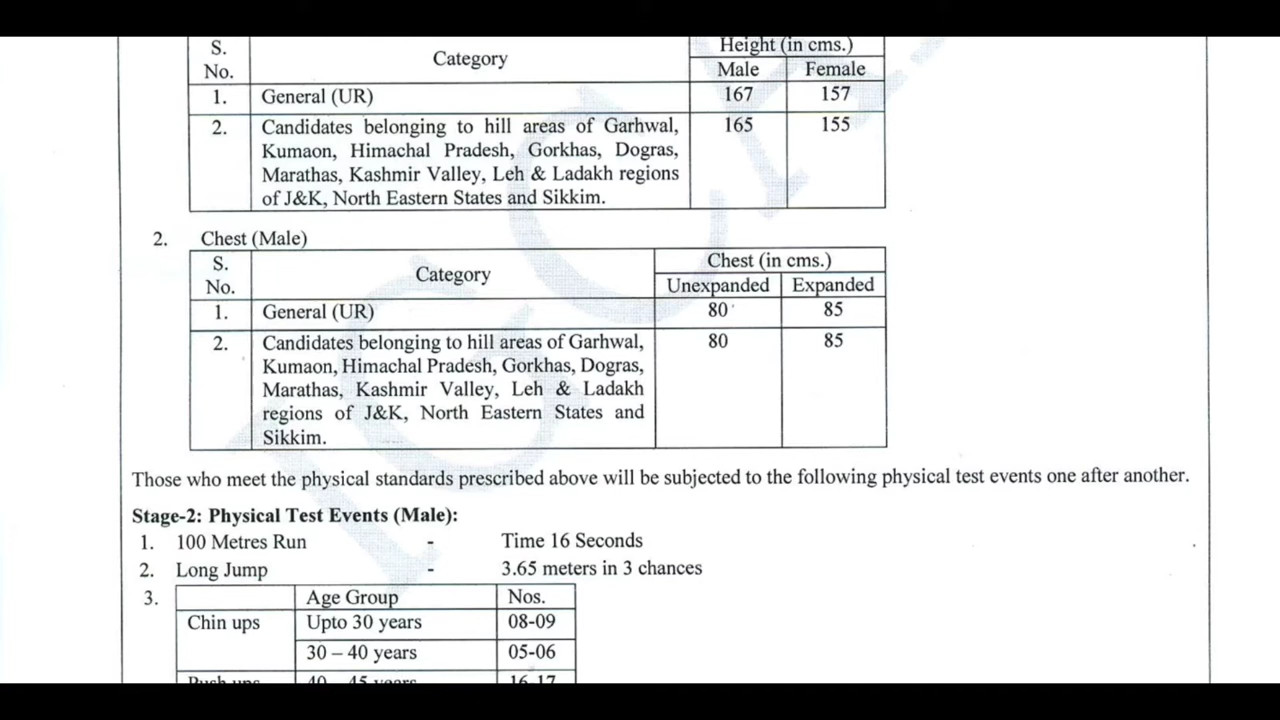 Height (in cms.)
S. No. Category Male Female
1. General (UR) 167 157
2. Candidates belonging to hill areas of Garhwal, 165 155
Kumaon, Himachal Pradesh, Gorkhas, Dogras,
Marathas, Kashmir Valley, Leh & Ladakh regions
of J&K, North Eastern States and Sikkim.
2. Chest (Male)
S. No. Category Chest (in cms.)
Unexpanded Expanded
1. General (UR) 80 85
2. Candidates belonging to hill areas of Garhwal, 80 85
Kumaon, Himachal Pradesh, Gorkhas, Dogras,
Marathas, Kashmir Valley, Leh & Ladakh
regions of J&K, North Eastern States and
Sikkim.
Those who meet the physical standards prescribed above will be subjected to the following physical test events one after another.
Stage-2: Physical Test Events (Male):
1. 100 Metres Run - Time 16 Seconds
2. Long Jump - 3.65 meters in 3 chances
3. Age Group Nos.
Chin ups Upto 30 years 08-09
30 – 40 years 05-06
Push ups 40 45 years 16-17